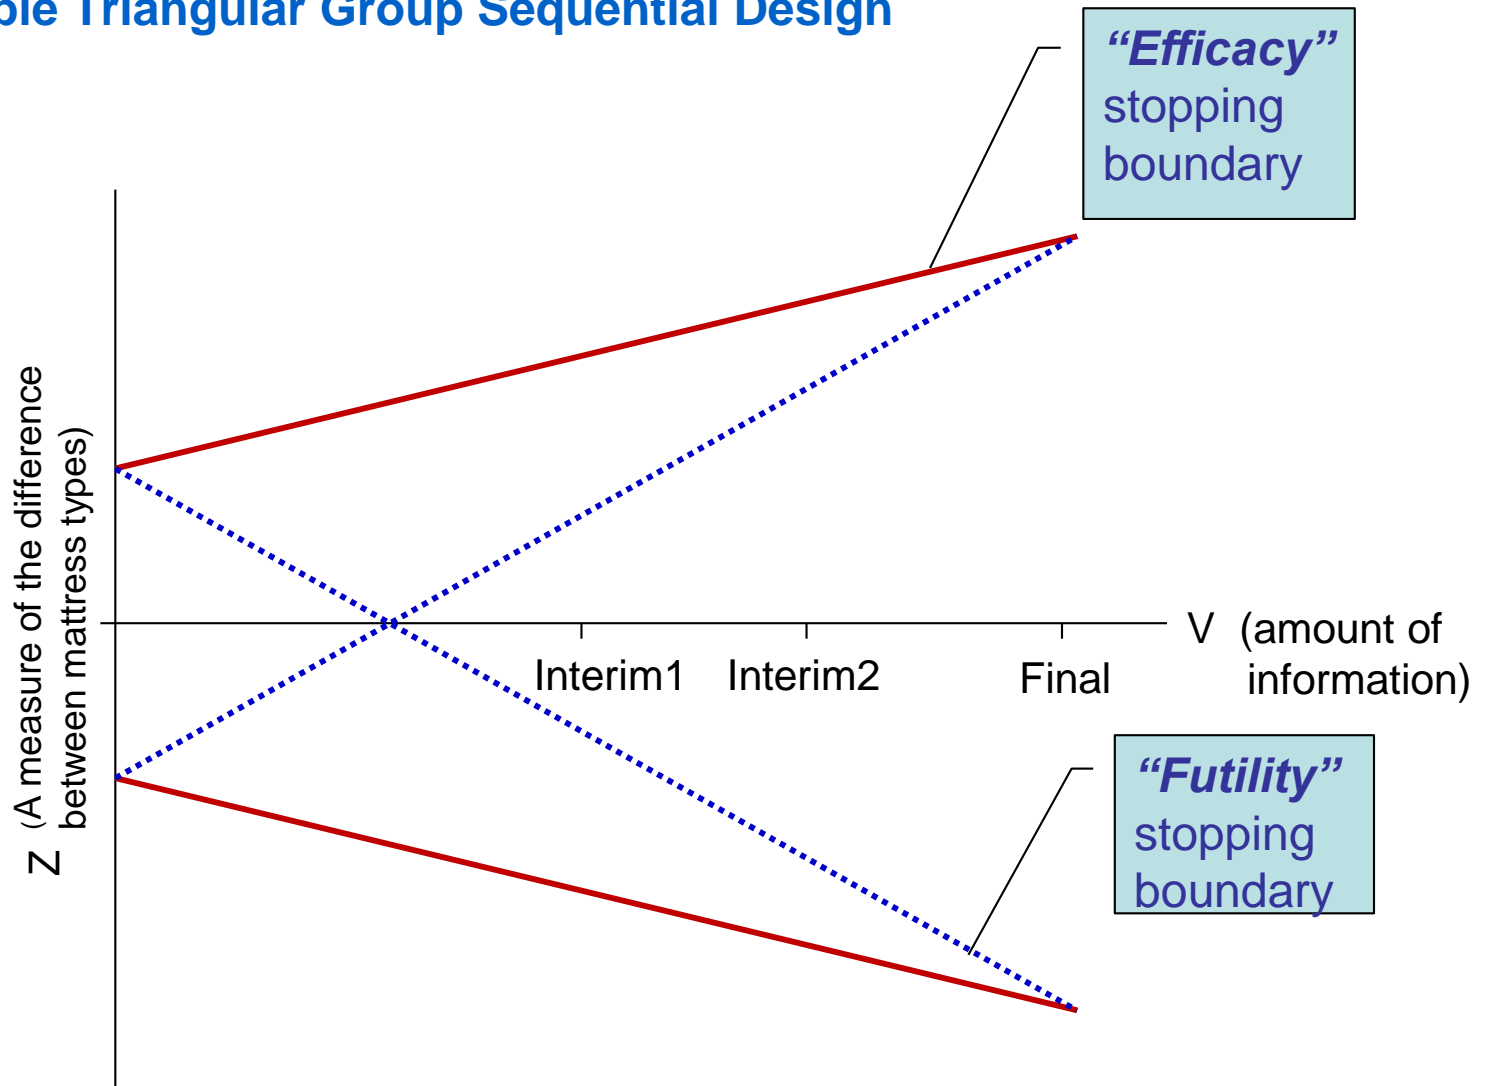 Triangular Group Sequential Design
“Efficacy”
stopping
boundary
Z (A measure of the difference
between mattress types)
V (amount of
information)
Interim1 Interim2 Final
“Futility”
stopping
boundary